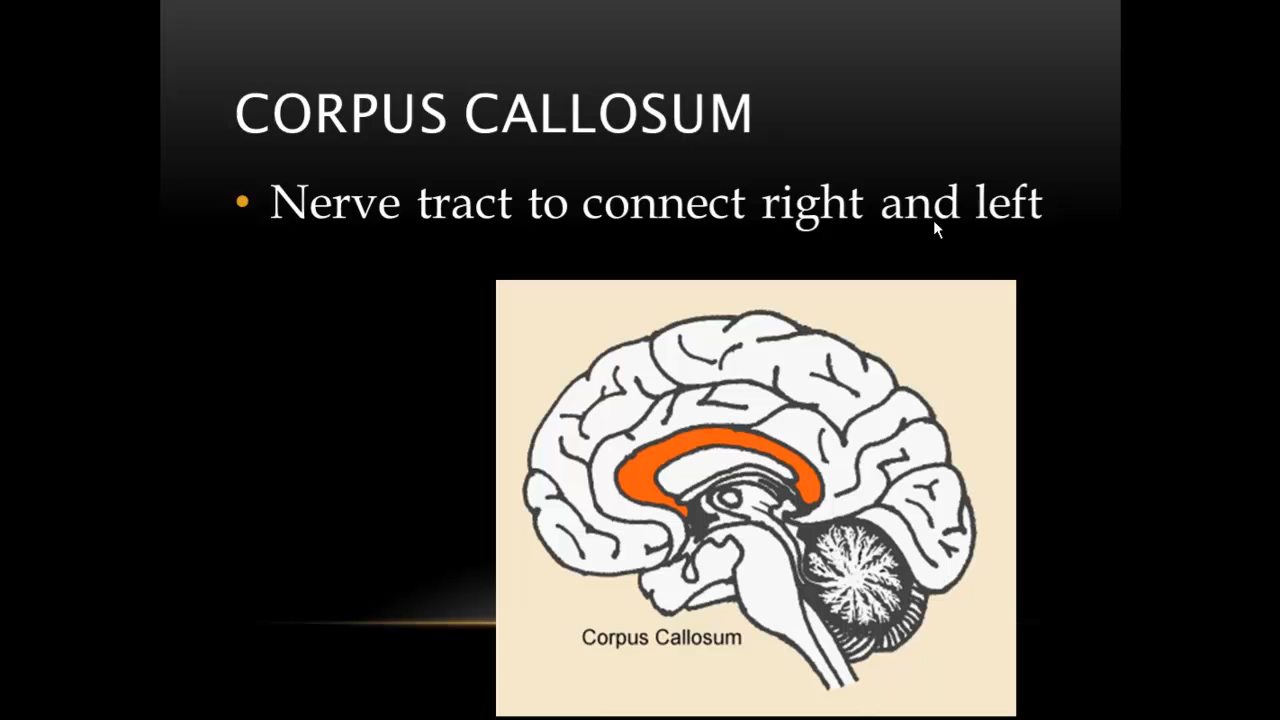 CORPUS CALLOSUM
• Nerve tract to connect right and left
Corpus Callosum